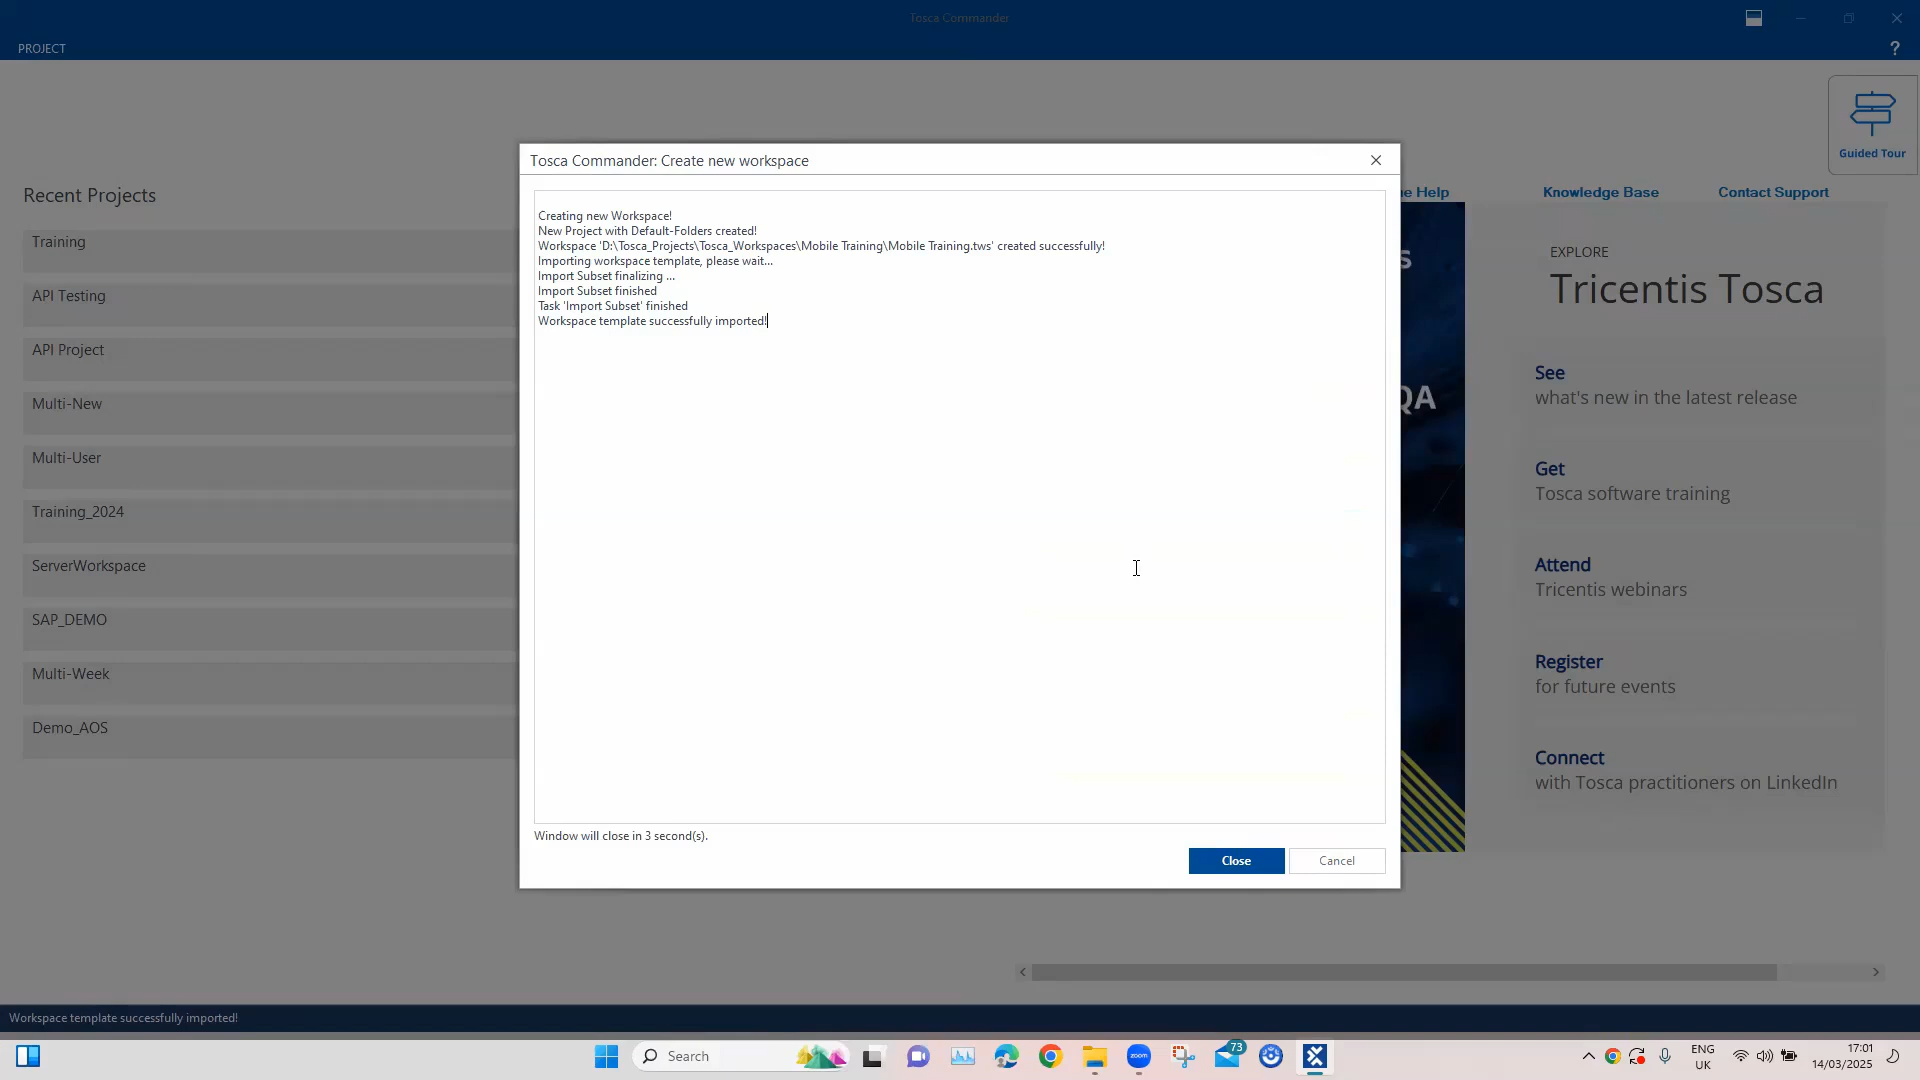 Tosca Commander
PROJECT
?
Guided Tour
Recent Projects
Training
API Testing
API Project
Multi-New
Multi-User
Training_2024
ServerWorkspace
SAP_DEMO
Multi-Week
Demo_AOS
Tosca Commander: Create new workspace
Creating new Workspace!
New Project with Default-Folders created!
Workspace 'D:\Tosca_Projects\Tosca_Workspaces\Mobile Training\Mobile Training.tws' created successfully!
Importing workspace template, please wait...
Import Subset finalizing ...
Import Subset finished
Task 'Import Subset' finished
Workspace template successfully imported!
Window will close in 3 second(s).
Close
Cancel
Help
Knowledge Base
Contact Support
QA
EXPLORE
Tricentis Tosca
See
what's new in the latest release
Get
Tosca software training
Attend
Tricentis webinars
Register
for future events
Connect
with Tosca practitioners on LinkedIn
Workspace template successfully imported!
Search
zoom
73
ENG
UK
17:01
14/03/2025